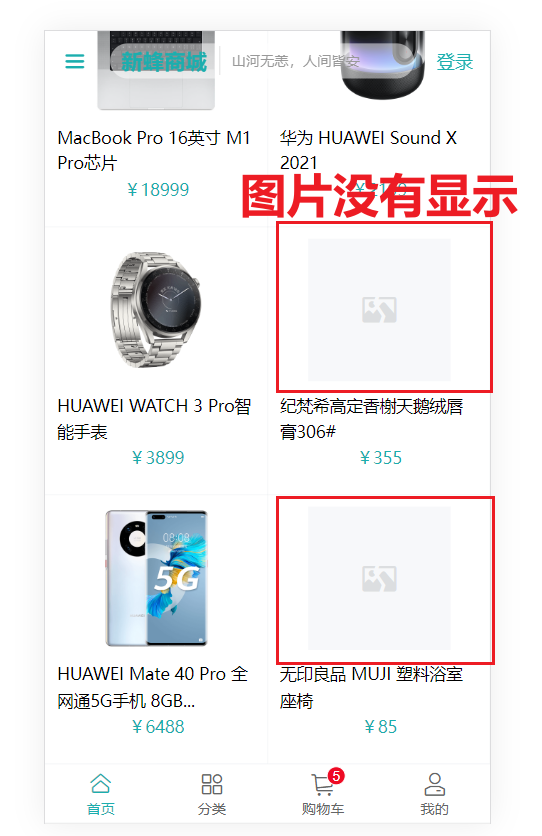 新蜂商城
山河无恙，人间皆安
登录
MacBook Pro 16英寸 M1
Pro芯片
￥18999
华为 HUAWEI Sound X
2021
图片没有显示
HUAWEI WATCH 3 Pro智
能手表
￥3899
纪梵希高定香榭天鹅绒唇
膏306#
￥355
08:08
5G
HUAWEI Mate 40 Pro 全
网通5G手机 8GB...
￥6488
无印良品 MUJI 塑料浴室
座椅
￥85
首页
分类
5
购物车
我的